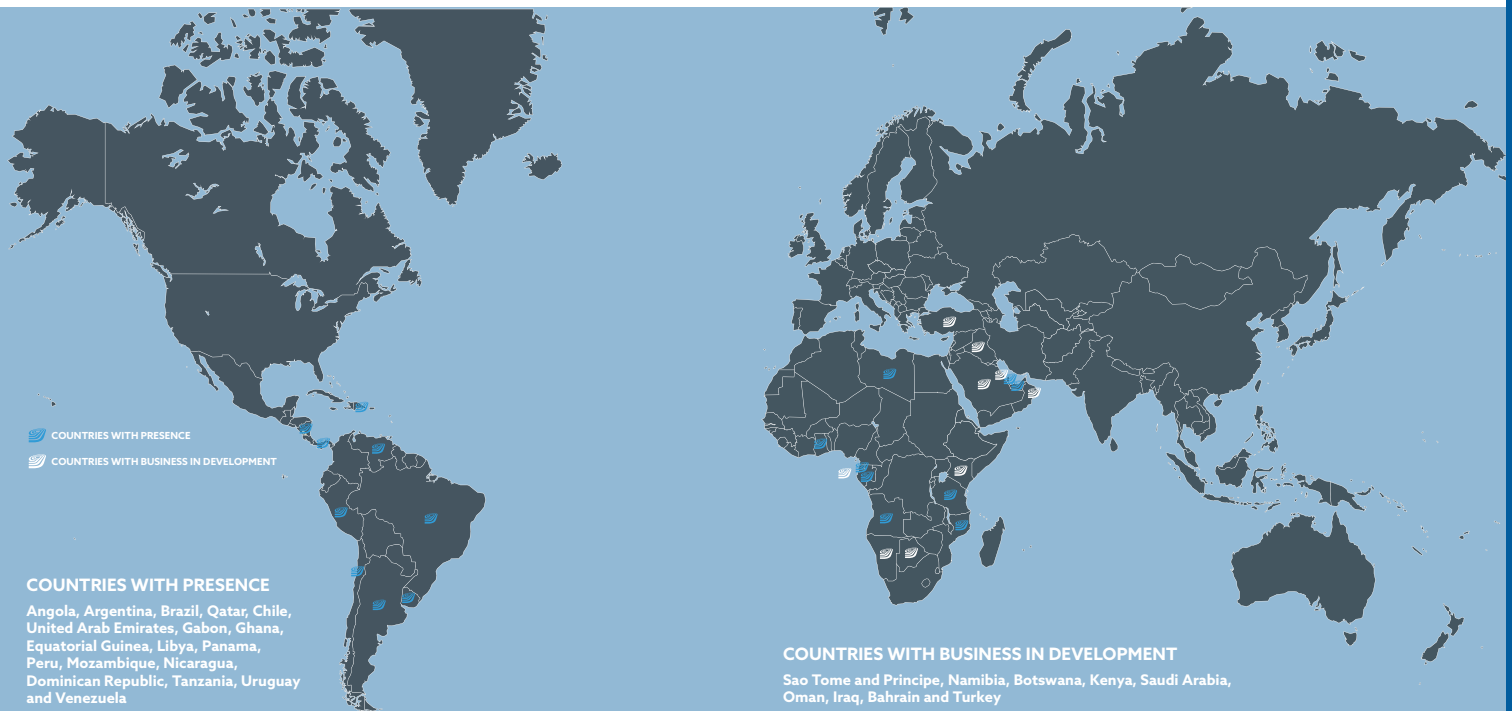 COUNTRIES WITH PRESENCE
COUNTRIES WITH BUSINESS IN DEVELOPMENT
COUNTRIES WITH PRESENCE
Angola, Argentina, Brazil, Qatar, Chile,
United Arab Emirates, Gabon, Ghana,
Equatorial Guinea, Libya, Panama,
Peru, Mozambique, Nicaragua,
Dominican Republic, Tanzania, Uruguay
and Venezuela
COUNTRIES WITH BUSINESS IN DEVELOPMENT
Sao Tome and Principe, Namibia, Botswana, Kenya, Saudi Arabia,
Oman, Iraq, Bahrain and Turkey